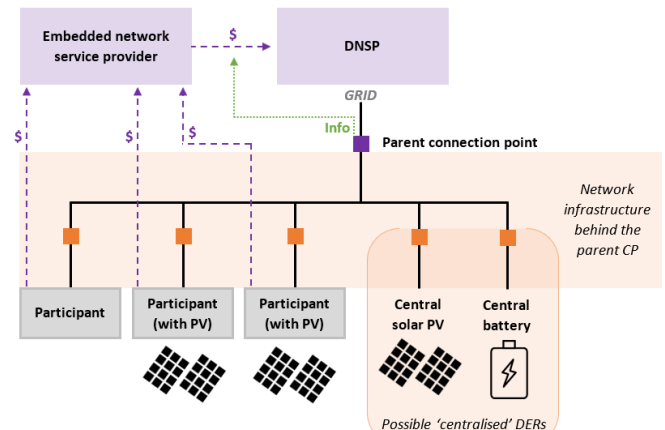 Embedded network
service provider
$
DNSP
GRID
Info
Parent connection point
$
$
$
Network
infrastructure
behind the
parent CP
Participant
Participant
(with PV)
Participant
(with PV)
Central
solar PV
Central
battery
Possible ‘centralised’ DERs